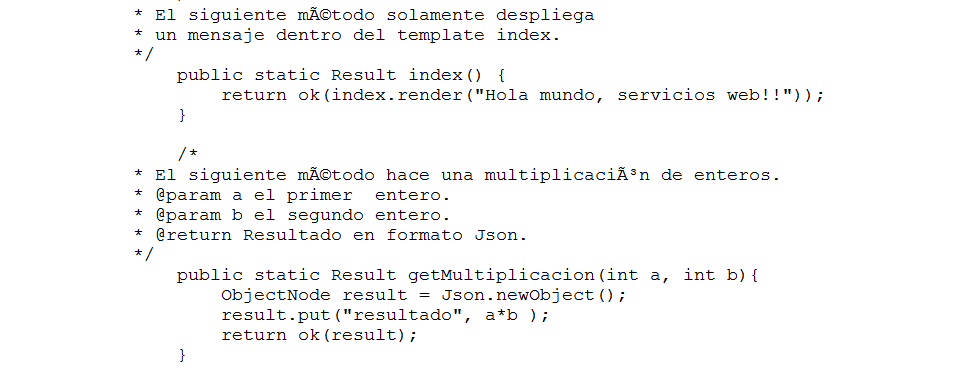 * El siguiente mÃ©todo solamente despliega
* un mensaje dentro del template index.
*/
public static Result index() {
return ok(index.render("Hola mundo, servicios web!!"));
}
/*
* El siguiente mÃ©todo hace una multiplicaciÃ³n de enteros.
* @param a el primer  entero.
* @param b el segundo entero.
* @return Resultado en formato Json.
*/
public static Result getMultiplicacion(int a, int b){
ObjectNode result = Json.newObject();
result.put("resultado", a*b );
return ok(result);
}